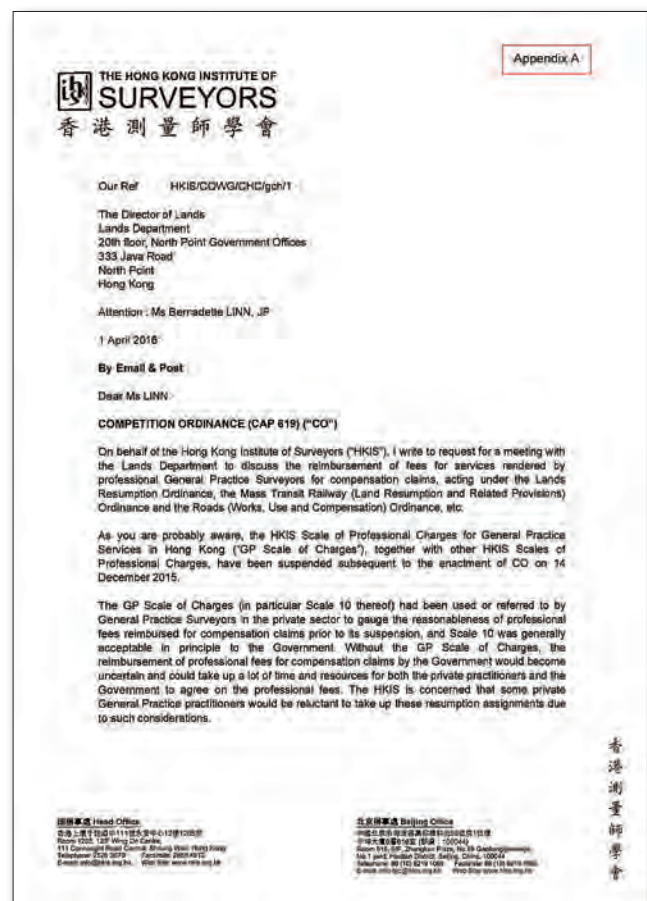 Appendix A
THE HONG KONG INSTITUTE OF
SURVEYORS
香港測量師學會
Our Ref HKIS/COWG/CHC/gch/1
The Director of Lands
Lands Department
20th floor, North Point Government Offices
333 Java Road
North Point
Hong Kong
Attention : Ms Bernadette LINN, JP
1 April 2016
By Email & Post
Dear Ms LINN
COMPETITION ORDINANCE (CAP 619) ("CO")
On behalf of the Hong Kong Institute of Surveyors ("HKIS"), I write to request for a meeting with
the Lands Department to discuss the reimbursement of fees for services rendered by
professional General Practice Surveyors for compensation claims, acting under the Lands
Resumption Ordinance, the Mass Transit Railway (Land Resumption and Related Provisions)
Ordinance and the Roads (Works, Use and Compensation) Ordinance, etc.
As you are probably aware, the HKIS Scale of Professional Charges for General Practice
Services in Hong Kong ("GP Scale of Charges"), together with other HKIS Scales of
Professional Charges, have been suspended subsequent to the enactment of CO on 14
December 2015.
The GP Scale of Charges (in particular Scale 10 thereof) had been used or referred to by
General Practice Surveyors in the private sector to gauge the reasonableness of professional
fees reimbursed for compensation claims prior to its suspension, and Scale 10 was generally
acceptable in principle to the Government. Without the GP Scale of Charges, the
reimbursement of professional fees for compensation claims by the Government would become
uncertain and could take up a lot of time and resources for both the private practitioners and the
Government to agree on the professional fees. The HKIS is concerned that some private
General Practice practitioners would be reluctant to take up these resumption assignments due
to such considerations.
香港測量師學會
Head Office
Room 1205, 12/F Wing On Centre,
111 Connaught Road Central, Sheung Wan, Hong Kong
北京辦事處 Beijing Office